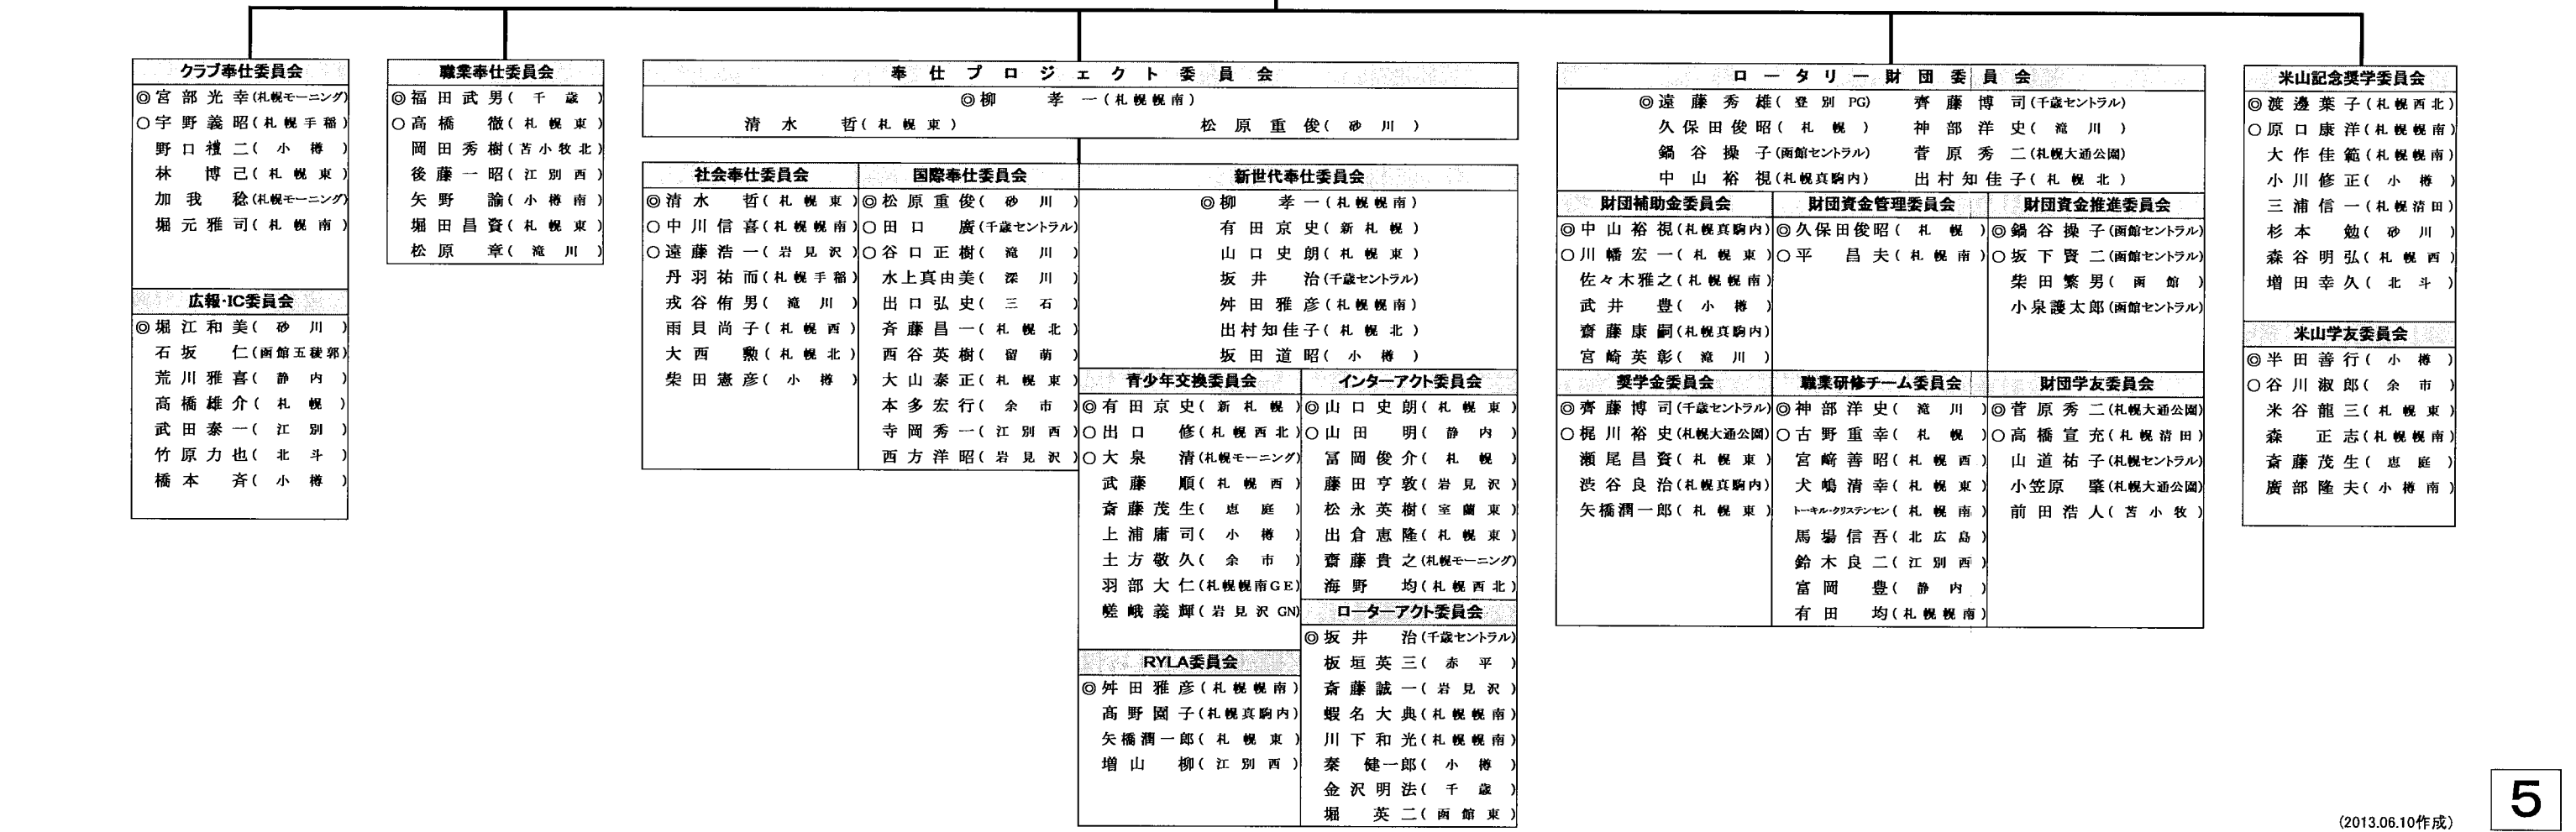 クラブ奉仕委員会
◎宮部光幸(札幌モーニング)
○宇野義昭(札幌手稲)
野口禮二(小樽)
林博己(札幌東)
加我稔(札幌モーニング)
堀元雅司(札幌南)
広報・IC委員会
◎堀江和美(砂川)
石坂仁(函館五稜郭)
荒川雅喜(静内)
高橋雄介(札幌)
武田泰一(江別)
竹原力也(北斗)
橋本斉(小樽)
職業奉仕委員会
◎福田武男(千歳)
○高橋徹(札幌東)
岡田秀樹(苫小牧北)
後藤一昭(江別西)
矢野諭(小樽南)
堀田昌資(札幌東)
松原章(滝川)
奉仕プロジェクト委員会
◎柳孝一(札幌幌南)
清水哲(札幌東) 松原重俊(砂川)
社会奉仕委員会
◎清水哲(札幌東)
○中川信喜(札幌幌南)
○遠藤浩一(岩見沢)
丹羽祐而(札幌手稲)
戎谷侑男(滝川)
雨貝尚子(札幌西)
大西勲(札幌北)
柴田憲彦(小樽)
国際奉仕委員会
◎松原重俊(砂川)
○田口廣(千歳セントラル)
○谷口正樹(滝川)
水上真由美(深川)
出口弘史(三石)
斉藤昌一(札幌北)
西谷英樹(留萌)
大山泰正(札幌東)
本多宏行(余市)
寺岡秀一(江別西)
西方洋昭(岩見沢)
新世代奉仕委員会
◎柳孝一(札幌幌南)
有田京史(新札幌)
山口史朗(札幌東)
坂井治(千歳セントラル)
舛田雅彦(札幌幌南)
出村知佳子(札幌北)
坂田道昭(小樽)
青少年交換委員会
◎有田京史(新札幌)
○出口修(札幌西北)
○大泉清(札幌モーニング)
武藤順(札幌西)
斎藤茂生(恵庭)
上浦庸司(小樽)
土方敬久(余市)
羽部大仁(札幌幌南GE)
嵯峨義輝(岩見沢GN)
RYLA委員会
◎舛田雅彦(札幌幌南)
髙野園子(札幌真駒内)
矢橋潤一郎(札幌東)
増山柳(江別西)
インターアクト委員会
◎山口史朗(札幌東)
○山田明(静内)
冨岡俊介(札幌)
藤田亨敦(岩見沢)
松永英樹(室蘭東)
出倉恵隆(札幌東)
齋藤貴之(札幌モーニング)
海野均(札幌西北)
ローターアクト委員会
◎坂井治(千歳セントラル)
板垣英三(赤平)
斎藤誠一(岩見沢)
蝦名大典(札幌幌南)
川下和光(札幌幌南)
秦健一郎(小樽)
金沢明法(千歳)
堀英二(函館東)
ロータリー財団委員会
◎遠藤秀雄(登別PG) 齊藤博司(千歳セントラル)
久保田俊昭(札幌) 神部洋史(滝川)
鍋谷操子(函館セントラル) 菅原秀二(札幌大通公園)
中山裕視(札幌真駒内) 出村知佳子(札幌北)
財団補助金委員会
◎中山裕視(札幌真駒内)
○川幡宏一(札幌東)
佐々木雅之(札幌幌南)
武井豊(小樽)
齋藤康嗣(札幌真駒内)
宮崎英彰(滝川)
財団資金管理委員会
◎久保田俊昭(札幌)
○平昌夫(札幌南)
財団資金推進委員会
◎鍋谷操子(函館セントラル)
○坂下賢二(函館セントラル)
柴田繁男(函館)
小泉護太郎(函館セントラル)
奨学金委員会
◎齊藤博司(千歳セントラル)
○梶川裕史(札幌大通公園)
瀬尾昌資(札幌東)
渋谷良治(札幌真駒内)
矢橋潤一郎(札幌東)
職業研修チーム委員会
◎神部洋史(滝川)
○古野重幸(札幌)
宮﨑善昭(札幌西)
犬嶋清幸(札幌東)
トーキル・クリステンセン(札幌南)
馬場信吾(北広島)
鈴木良二(江別西)
富岡豊(静内)
有田均(札幌幌南)
財団学友委員会
◎菅原秀二(札幌大通公園)
○高橋宣充(札幌清田)
山道祐子(札幌セントラル)
小笠原肇(札幌大通公園)
前田浩人(苫小牧)
米山記念奨学委員会
◎渡邊葉子(札幌西北)
○原口康洋(札幌幌南)
大作佳範(札幌幌南)
小川修正(小樽)
三浦信一(札幌清田)
杉本勉(砂川)
森谷明弘(札幌西)
増田幸久(北斗)
米山学友委員会
◎半田善行(小樽)
○谷川淑郎(余市)
米谷龍三(札幌東)
森正志(札幌幌南)
斎藤茂生(恵庭)
廣部隆夫(小樽南)
(2013.06.10作成)
5